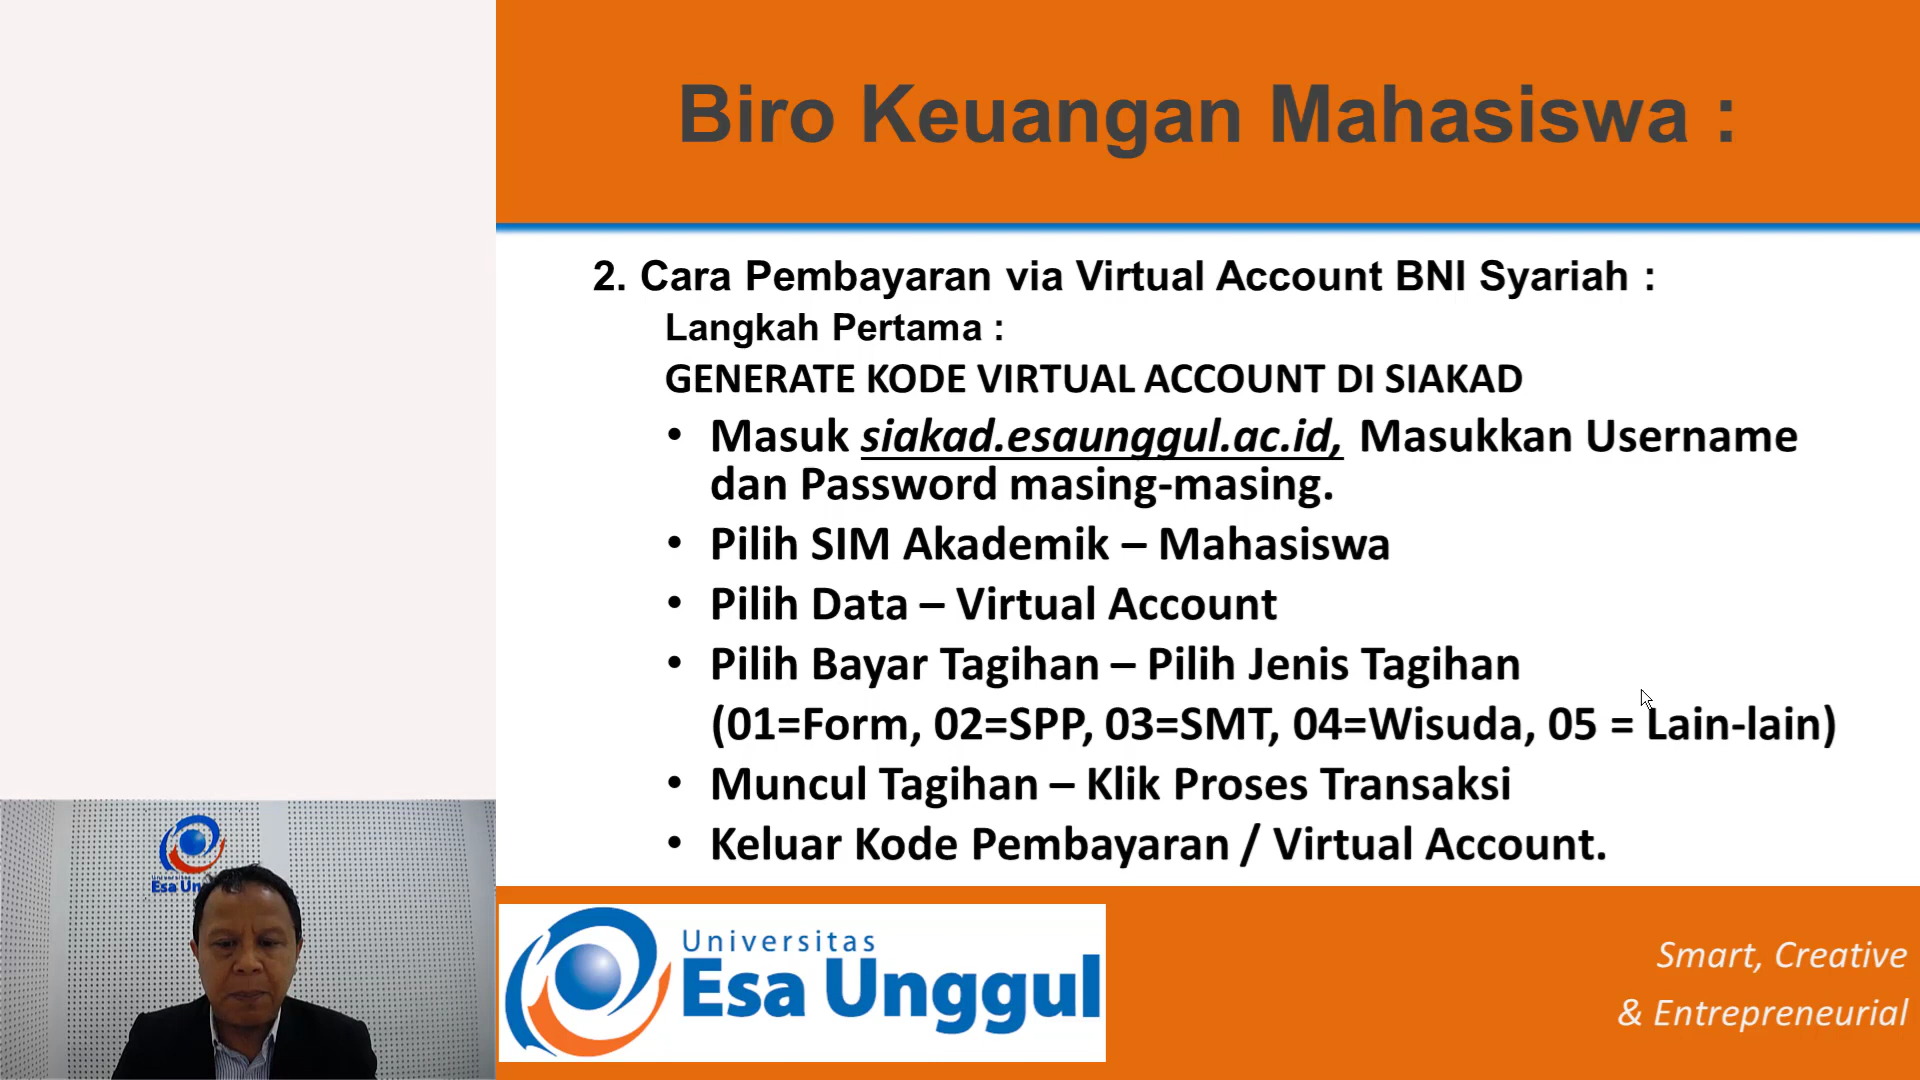 Biro Keuangan Mahasiswa :
2. Cara Pembayaran via Virtual Account BNI Syariah :
Langkah Pertama :
GENERATE KODE VIRTUAL ACCOUNT DI SIAKAD
• Masuk siakad.esaunggul.ac.id, Masukkan Username
dan Password masing-masing.
• Pilih SIM Akademik – Mahasiswa
• Pilih Data – Virtual Account
• Pilih Bayar Tagihan – Pilih Jenis Tagihan
(01=Form, 02=SPP, 03=SMT, 04=Wisuda, 05 = Lain-lain)
• Muncul Tagihan – Klik Proses Transaksi
• Keluar Kode Pembayaran / Virtual Account.
Universitas
Esa Unggul
Smart, Creative
& Entrepreneurial
Esa Un